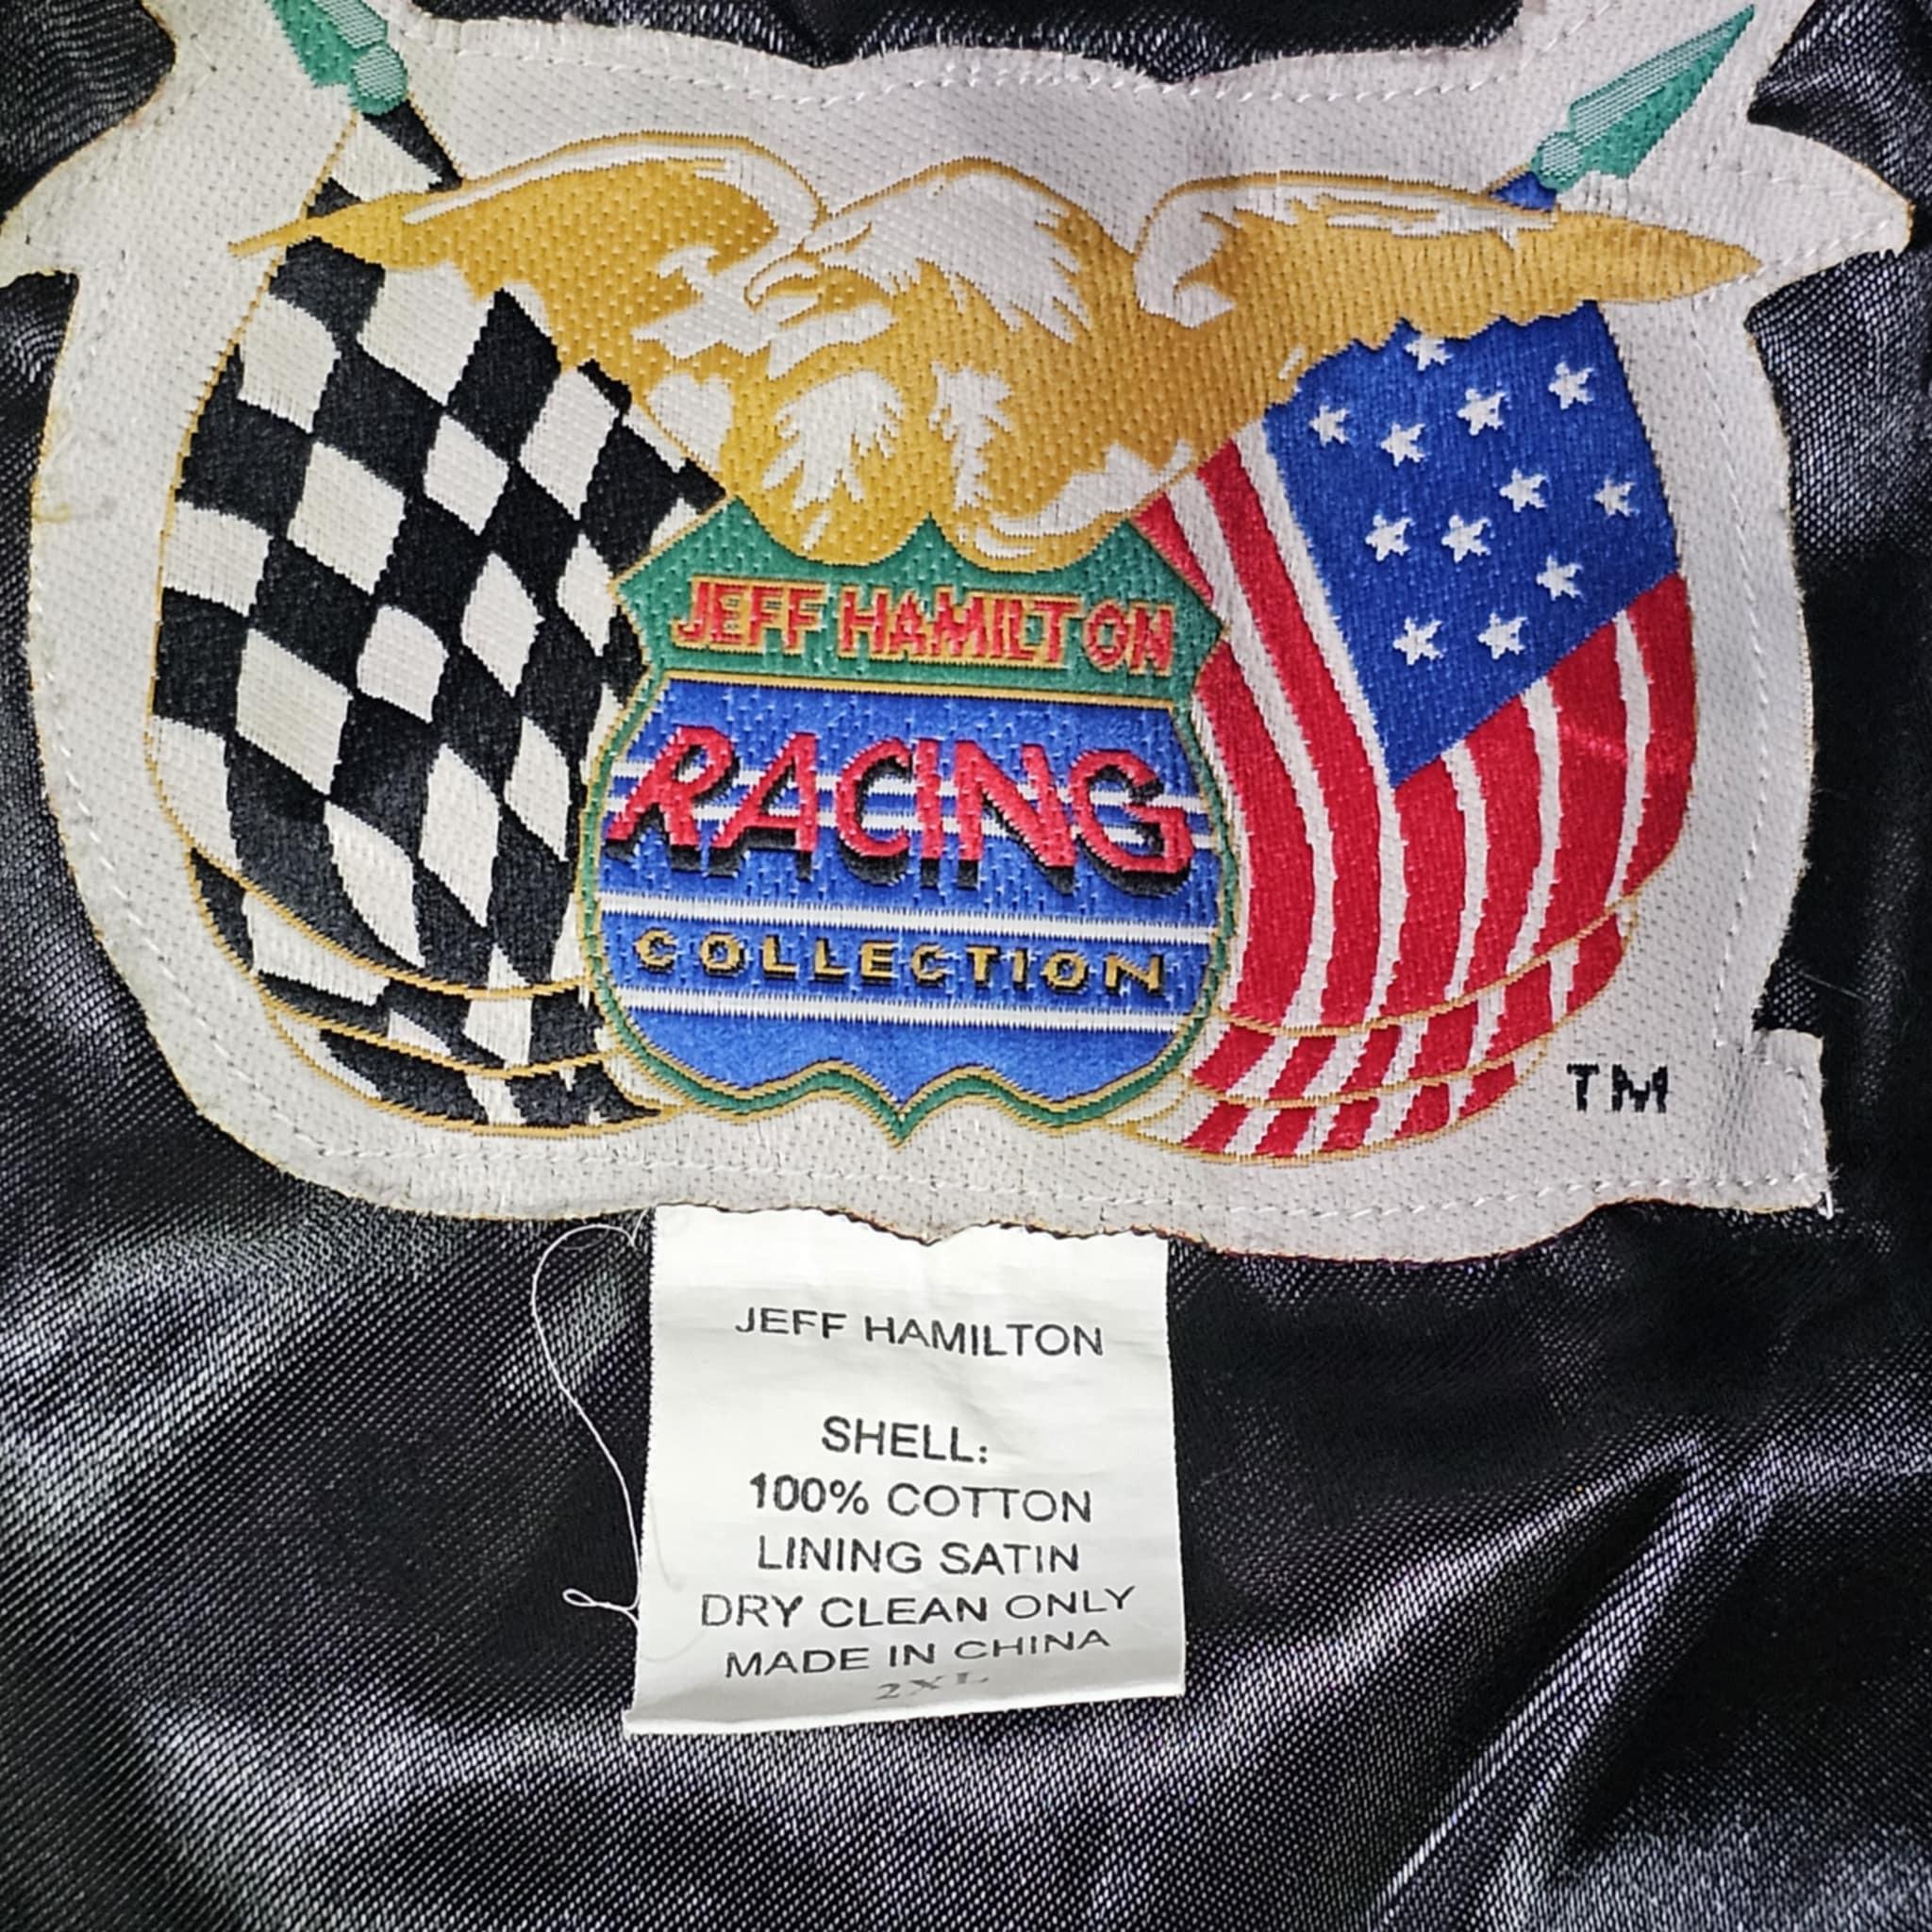 JEFF HAMILTON
RACING
COLLECTION
TM
JEFF HAMILTON
SHELL:
100% COTTON
LINING SATIN
DRY CLEAN ONLY
MADE IN CHINA
2XL